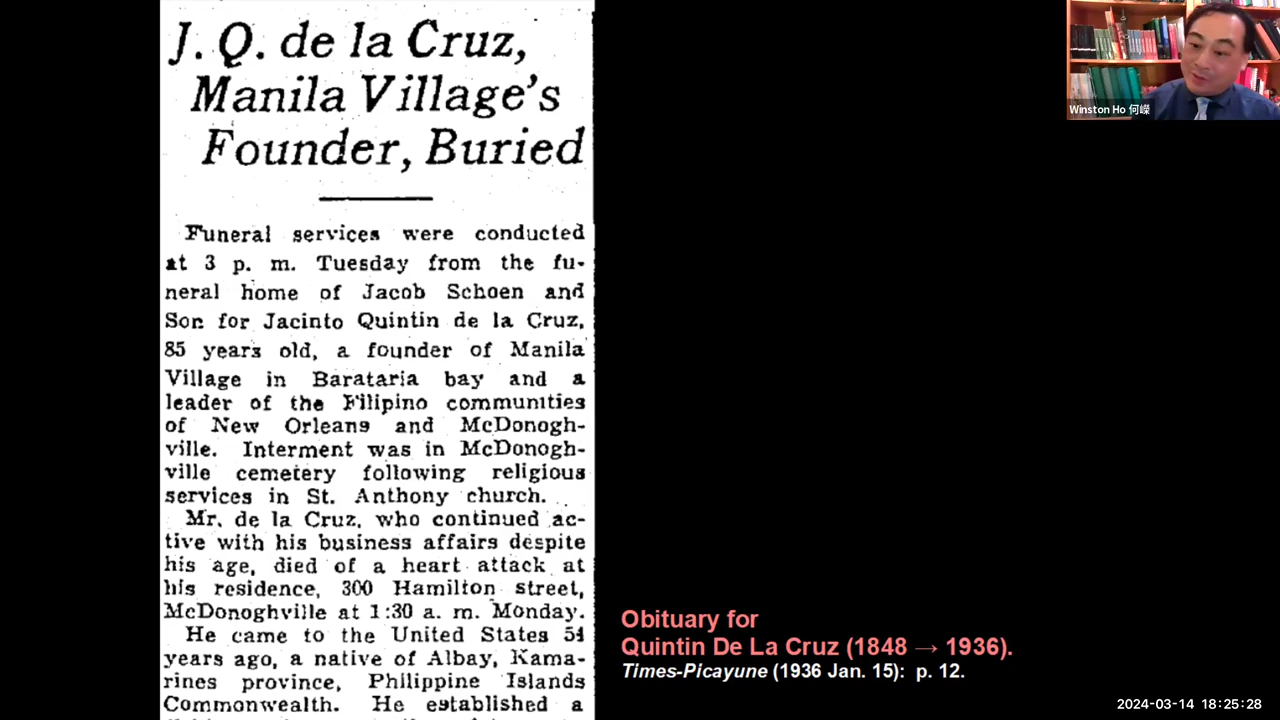 J. Q. de la Cruz,
Manila Village's
Founder, Buried
Funeral services were conducted
at 3 p. m. Tuesday from the fu-
neral home of Jacob Schoen and
Son for Jacinto Quintin de la Cruz,
85 years old, a founder of Manila
Village in Barataria bay and a
leader of the Filipino communities
of New Orleans and McDonogh-
ville. Interment was in McDonogh-
ville cemetery following religious
services in St. Anthony church.
Mr. de la Cruz, who continued ac-
tive with his business affairs despite
his age, died of a heart attack at
his residence, 300 Hamilton street,
McDonoghville at 1:30 a. m. Monday.
He came to the United States 54
years ago, a native of Albay, Kama-
rines province, Philippine Islands
Commonwealth. He established a
Winston Ho 何嶸
Obituary for
Quintin De La Cruz (1848 → 1936).
Times-Picayune (1936 Jan. 15): p. 12.
2024-03-14 18:25:28